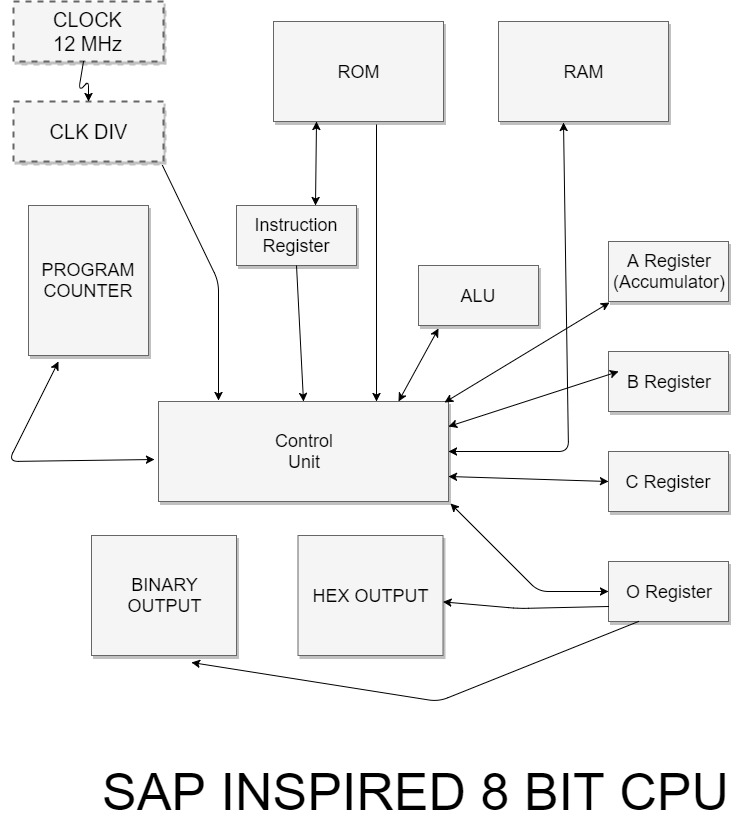 CLOCK
12 MHz
ROM
RAM
CLK DIV
Instruction
Register
PROGRAM
COUNTER
ALU
A Register
(Accumulator)
B Register
Control
Unit
C Register
BINARY
OUTPUT
HEX OUTPUT
O Register
SAP INSPIRED 8 BIT CPU